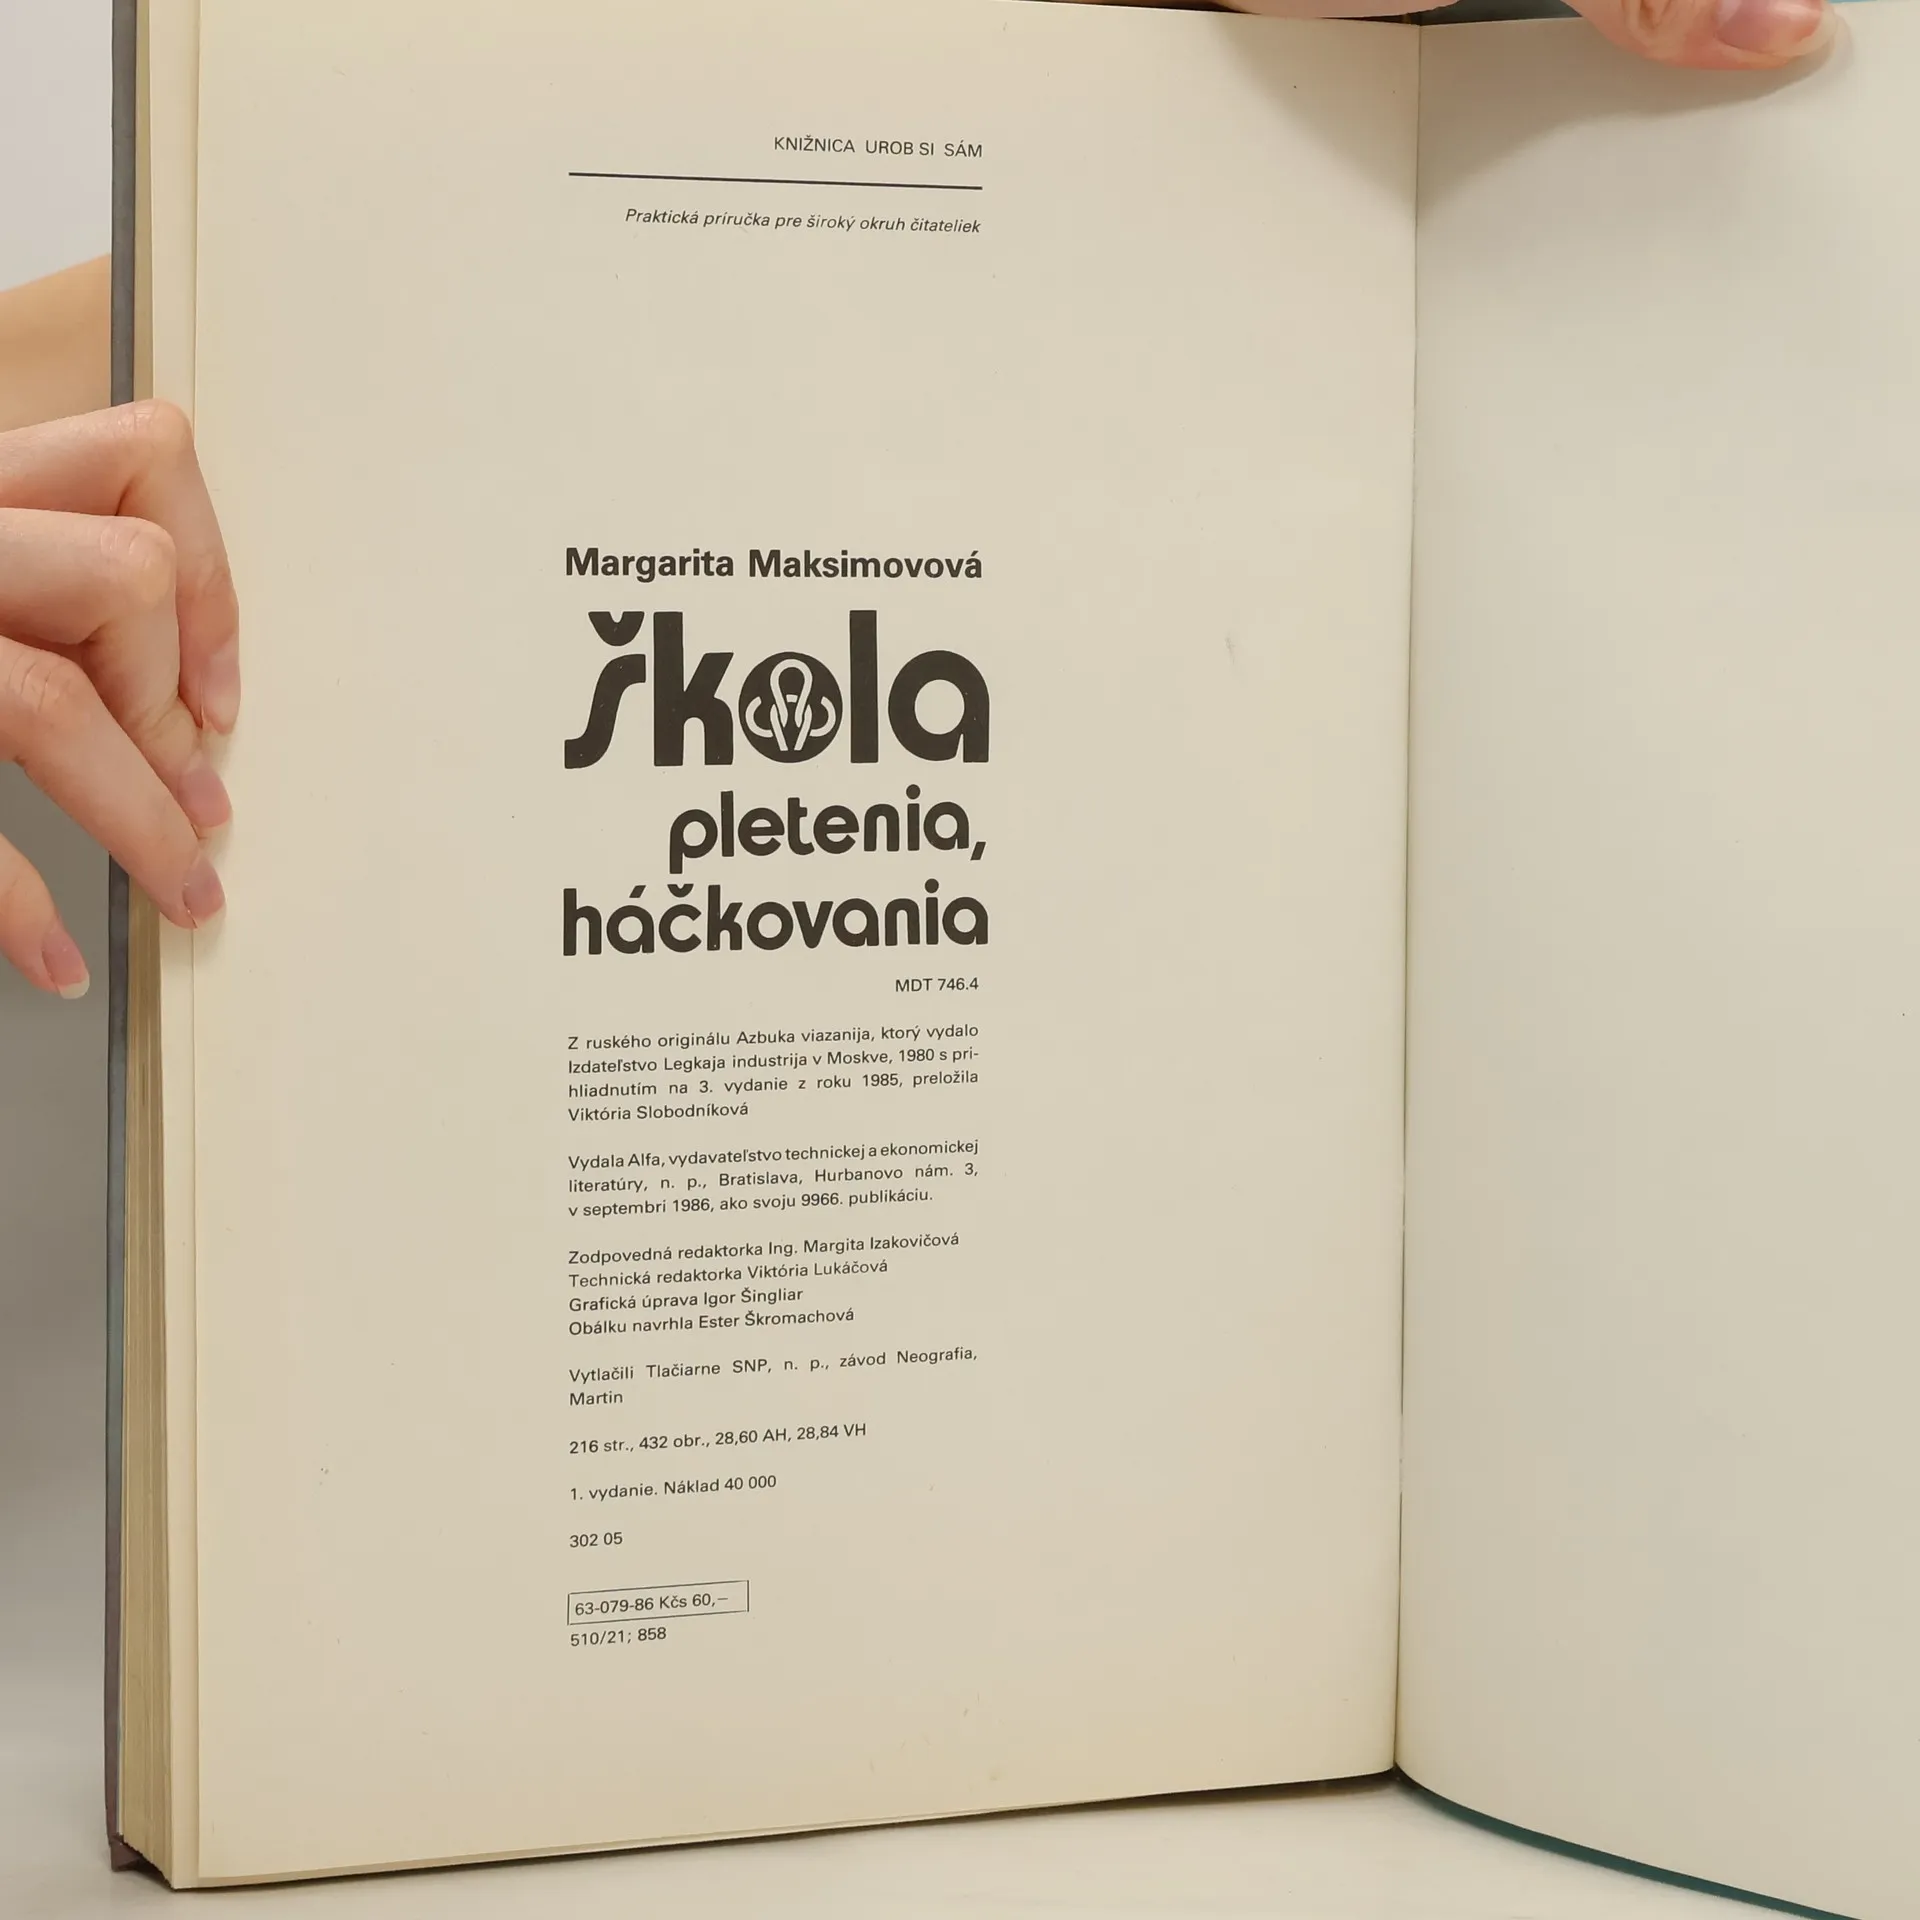 KNIŽNICA UROB SI SÁM
Praktická príručka pre široký okruh čitateliek
Margarita Maksimovová
škola
pletenia,
háčkovania
MDT 746.4
Z ruského originálu Azbuka viazanija, ktorý vydalo
Izdateľstvo Legkaja industrija v Moskve, 1980 s pri-
hliadnutím na 3. vydanie z roku 1985, preložila
Viktória Slobodníková
Vydala Alfa, vydavateľstvo technickej a ekonomickej
literatúry, n. p., Bratislava, Hurbanovo nám. 3,
v septembri 1986, ako svoju 9966. publikáciu.
Zodpovedná redaktorka Ing. Margita Izakovičová
Technická redaktorka Viktória Lukáčová
Grafická úprava Igor Šingliar
Obálku navrhla Ester Škromachová
Vytlačili Tlačiarne SNP, n. p., závod Neografia,
Martin
216 str., 432 obr., 28,60 AH, 28,84 VH
1. vydanie. Náklad 40 000
302 05
63-079-86 Kčs 60,—
510/21; 858